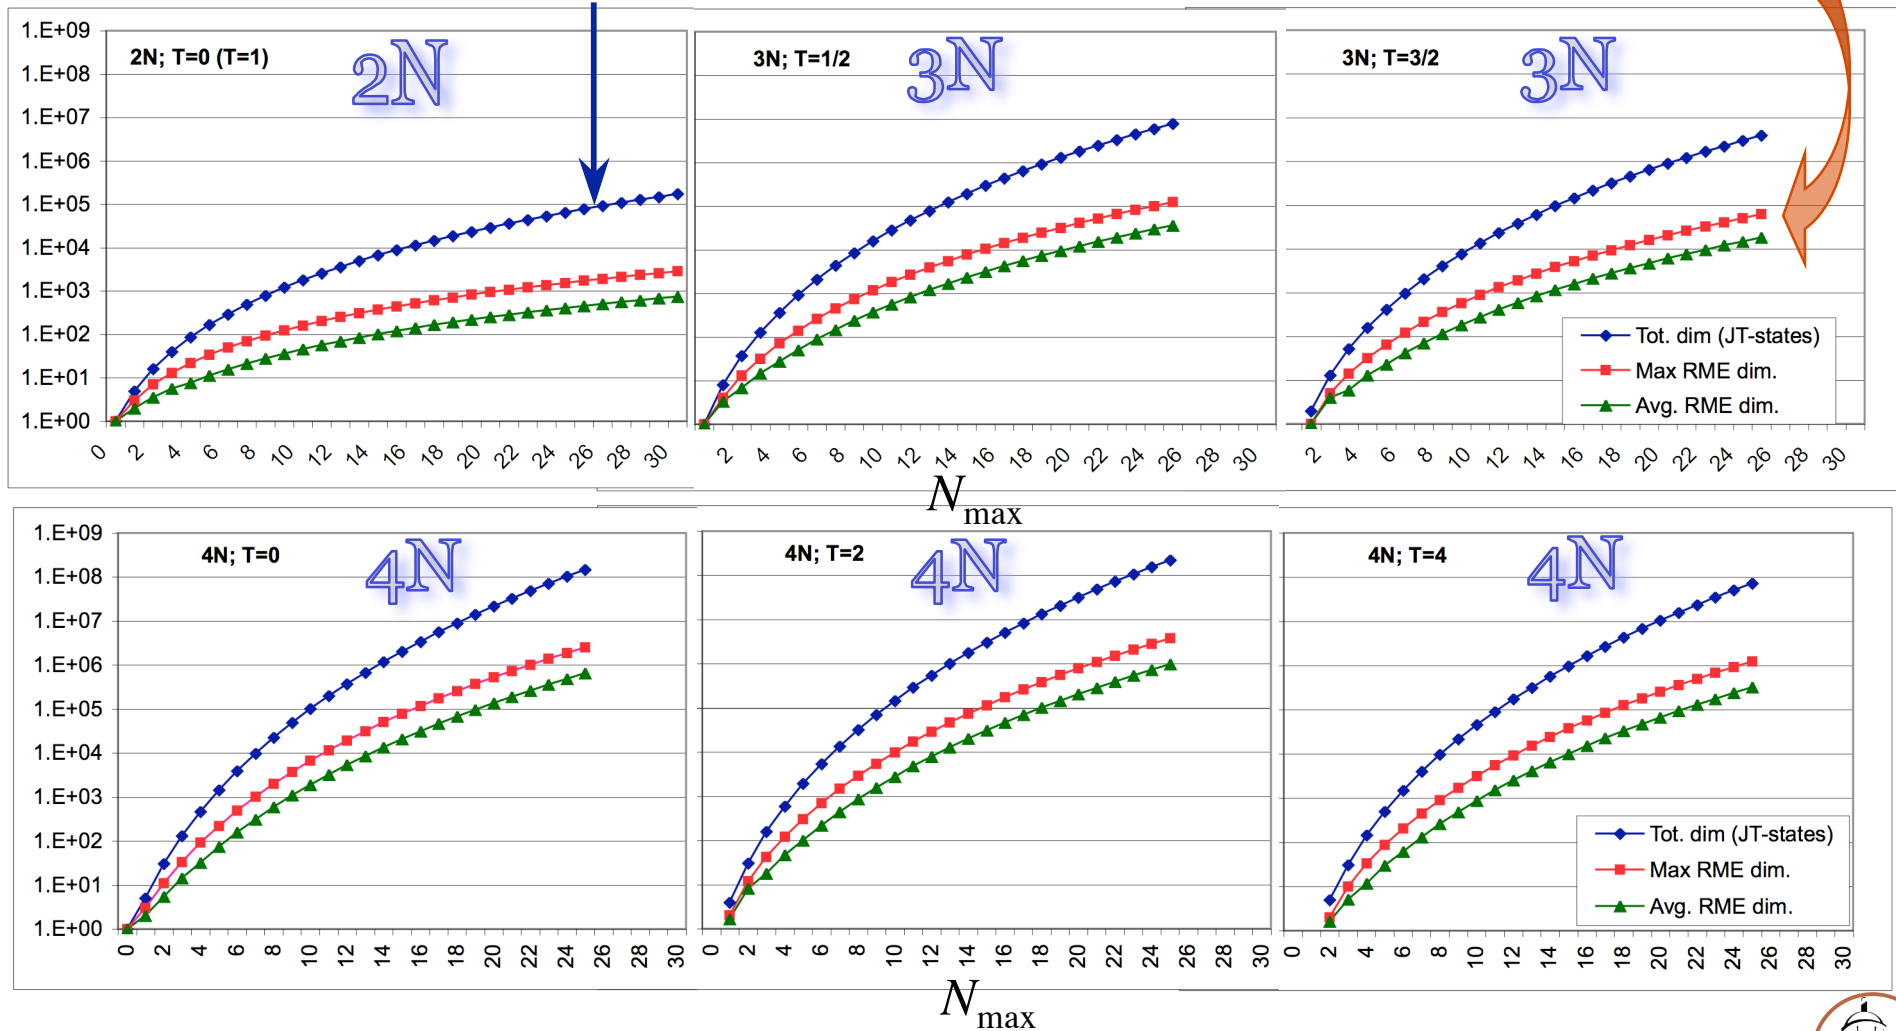 1.E+09
1.E+08
1.E+07
1.E+06
1.E+05
1.E+04
1.E+03
1.E+02
1.E+01
1.E+00
2N; T=0 (T=1)
2N
0 2 4 6 8 10 12 14 16 18 20 22 24 26 28 30
3N; T=1/2
3N
2 4 6 8 10 12 14 16 18 20 22 24 26 28 30
3N; T=3/2
3N
Tot. dim (JT-states)
Max RME dim.
Avg. RME dim.
2 4 6 8 10 12 14 16 18 20 22 24 26 28 30
Nmax
1.E+09
1.E+08
1.E+07
1.E+06
1.E+05
1.E+04
1.E+03
1.E+02
1.E+01
1.E+00
4N; T=0
4N
0 2 4 6 8 10 12 14 16 18 20 22 24 26 28 30
4N; T=2
4N
0 2 4 6 8 10 12 14 16 18 20 22 24 26 28 30
4N; T=4
4N
Tot. dim (JT-states)
Max RME dim.
Avg. RME dim.
0 2 4 6 8 10 12 14 16 18 20 22 24 26 28 30
Nmax